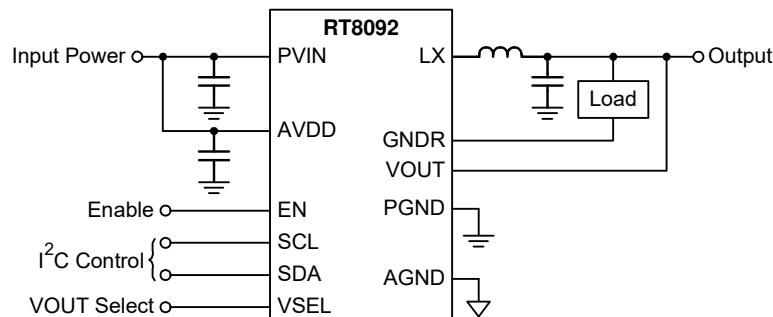 RT8092
Input Power
PVIN
LX
Output
Load
AVDD
GNDR
VOUT
Enable
EN
PGND
I²C Control
SCL
SDA
AGND
VOUT Select
VSEL